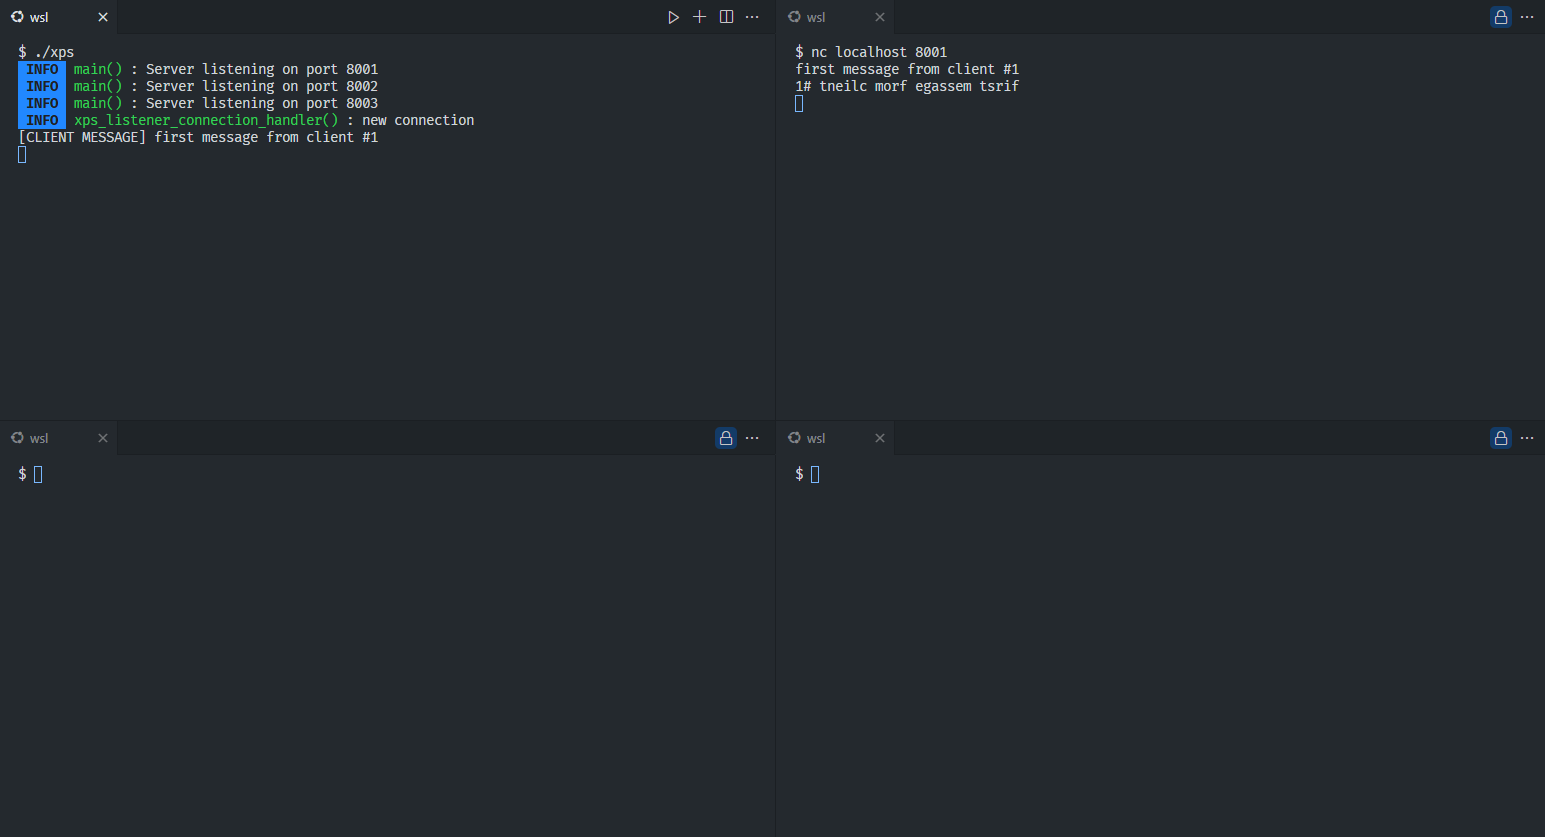 wsl
$ ./xps
INFO main() : Server listening on port 8001
INFO main() : Server listening on port 8002
INFO main() : Server listening on port 8003
INFO xps_listener_connection_handler() : new connection
[CLIENT MESSAGE] first message from client #1
wsl
$ nc localhost 8001
first message from client #1
1# tneilc morf egassem tsrif
wsl
$
wsl
$